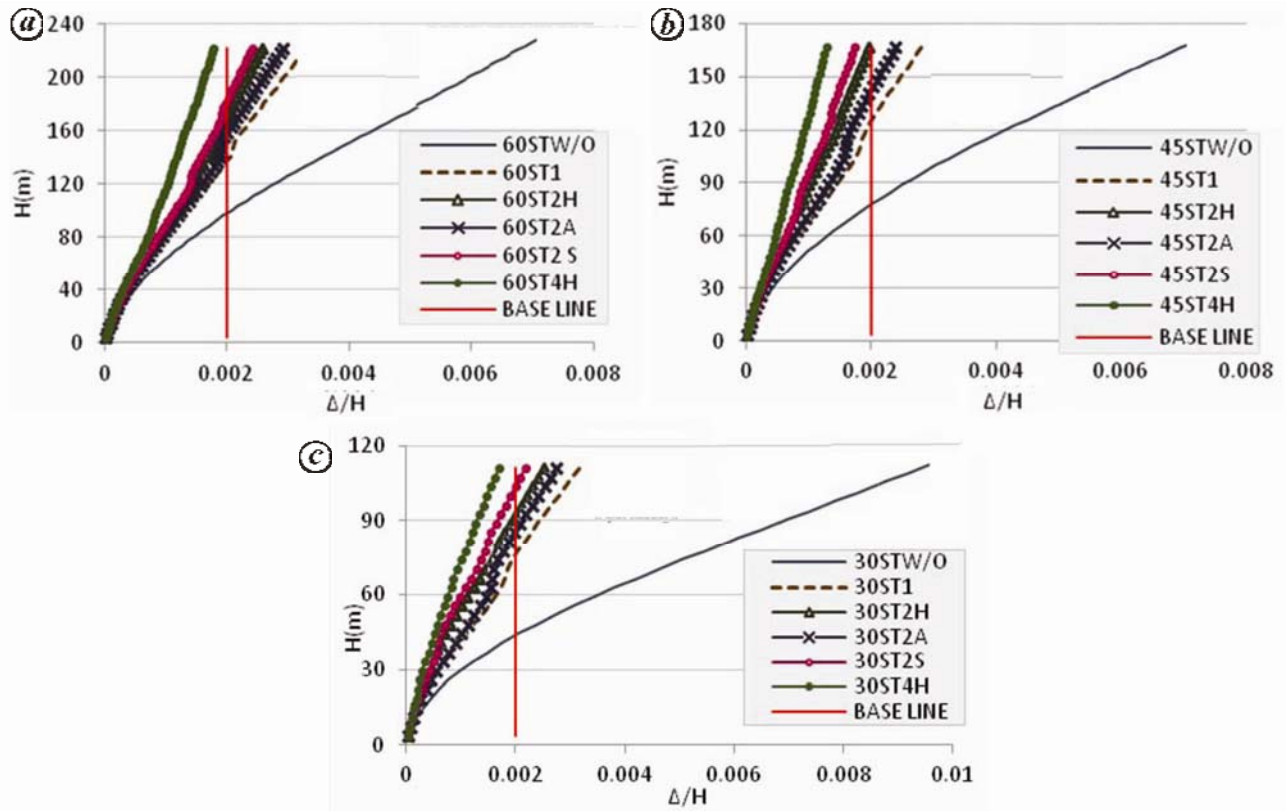 a
240
200
160
120
80
40
0
H(m)
60STW/O
60ST1
60ST2H
60ST2A
60ST2 S
60ST4H
BASE LINE
0 0.002 0.004 0.006 0.008
Δ/H
b
180
150
120
90
60
30
0
H(m)
45STW/O
45ST1
45ST2H
45ST2A
45ST2S
45ST4H
BASE LINE
0 0.002 0.004 0.006 0.008
Δ/H
c
120
90
60
30
0
H(m)
30STW/O
30ST1
30ST2H
30ST2A
30ST2S
30ST4H
BASE LINE
0 0.002 0.004 0.006 0.008 0.01
Δ/H